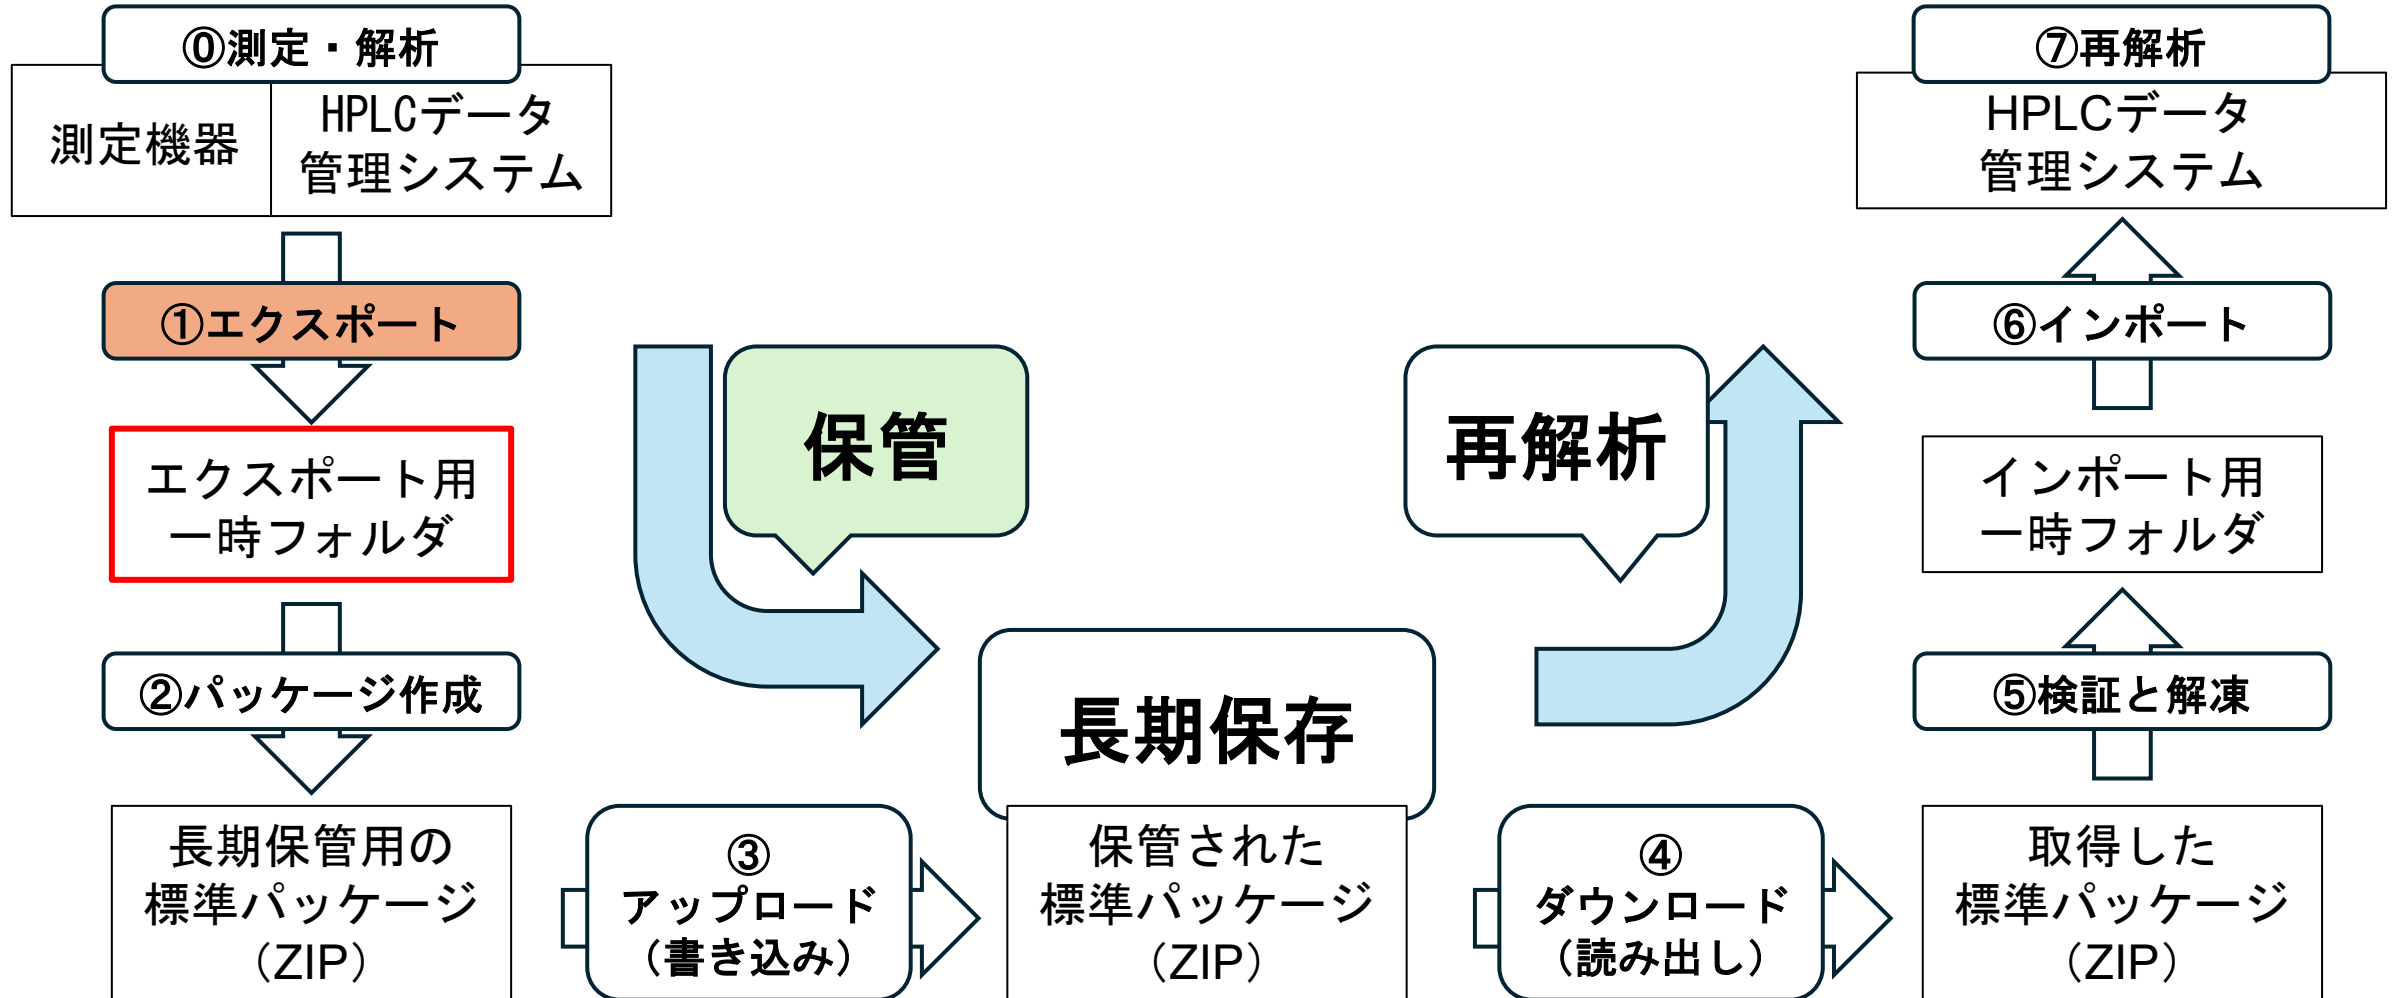 ⓪測定・解析
測定機器
HPLCデータ
管理システム
①エクスポート
エクスポート用
一時フォルダ
②パッケージ作成
長期保管用の
標準パッケージ
（ZIP）
保管
③
アップロード
（書き込み）
長期保存
保管された
標準パッケージ
（ZIP）
再解析
④
ダウンロード
（読み出し）
⑦再解析
HPLCデータ
管理システム
⑥インポート
インポート用
一時フォルダ
⑤検証と解凍
取得した
標準パッケージ
（ZIP）